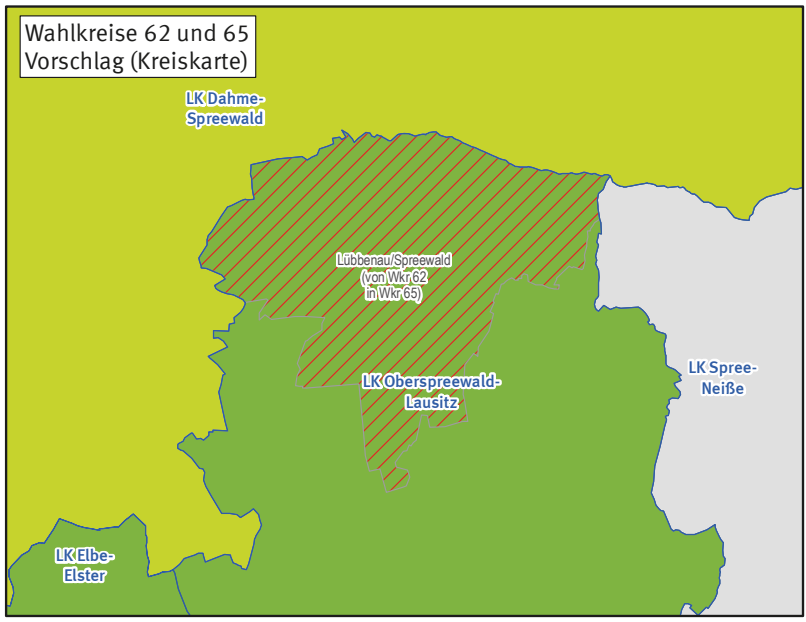 Wahlkreise 62 und 65
Vorschlag (Kreiskarte)
LK Dahme-
Spreewald
Lübbenau/Spreewald
(von Wkr 62
in Wkr 65)
LK Oberspreewald-
Lausitz
LK Spree-
Neiße
LK Elbe-
Elster